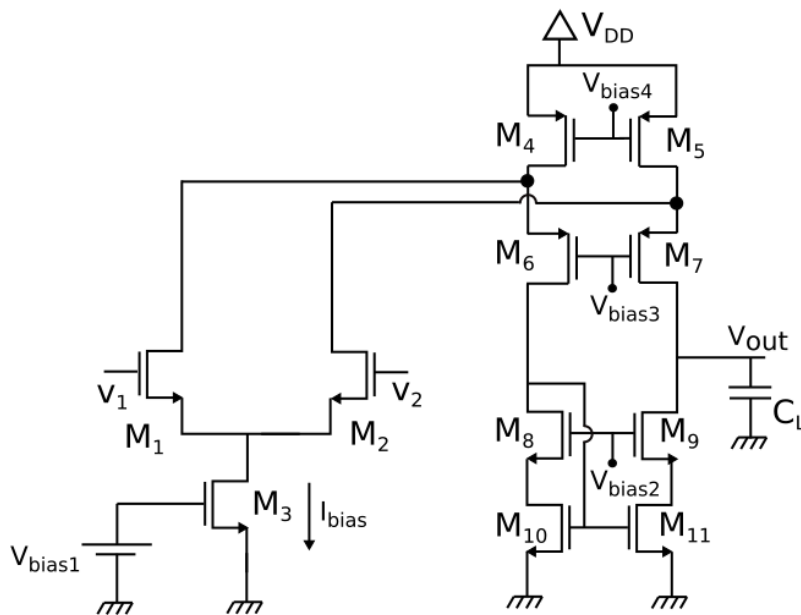 V_DD
V_bias4
M_4
M_5
M_6
M_7
V_bias3
V_out
v_1
v_2
C_L
M_1
M_2
M_8
M_9
V_bias2
M_3
I_bias
V_bias1
M_10
M_11